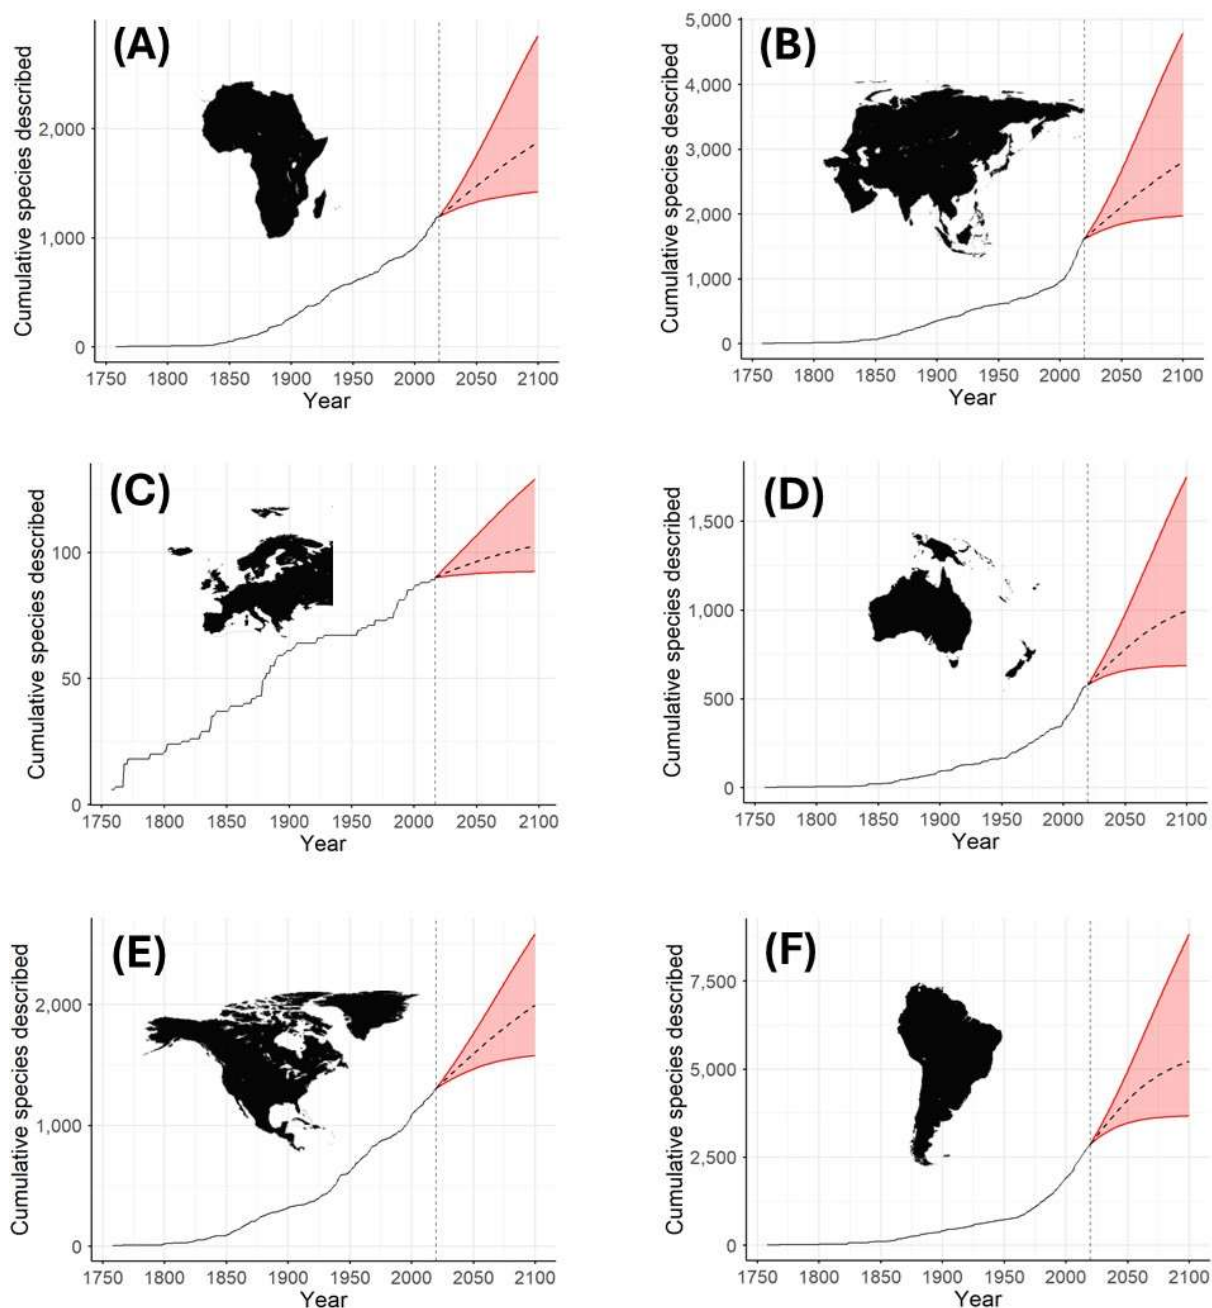 (A)
Cumulative species described
2,000
1,000
0
1750 1800 1850 1900 1950 2000 2050 2100
Year
(B)
Cumulative species described
5,000
4,000
3,000
2,000
1,000
0
1750 1800 1850 1900 1950 2000 2050 2100
Year
(C)
Cumulative species described
100
50
0
1750 1800 1850 1900 1950 2000 2050 2100
Year
(D)
Cumulative species described
1,500
1,000
500
0
1750 1800 1850 1900 1950 2000 2050 2100
Year
(E)
Cumulative species described
2,000
1,000
0
1750 1800 1850 1900 1950 2000 2050 2100
Year
(F)
Cumulative species described
7,500
5,000
2,500
0
1750 1800 1850 1900 1950 2000 2050 2100
Year